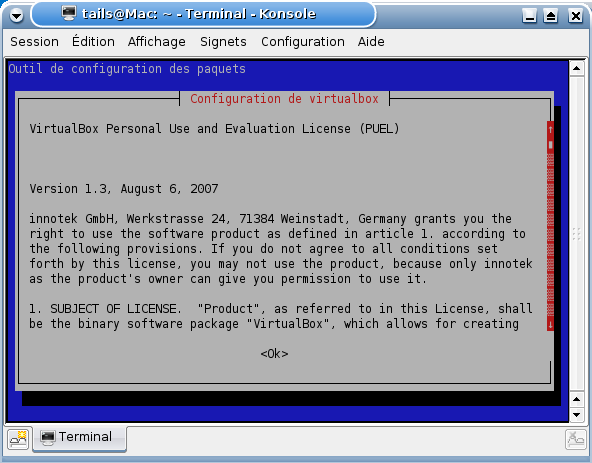 tails@Mac: ~ - Terminal - Konsole
Session Édition Affichage Signets Configuration Aide
Outil de configuration des paquets
Configuration de virtualbox
VirtualBox Personal Use and Evaluation License (PUEL)
Version 1.3, August 6, 2007
innotek GmbH, Werkstrasse 24, 71384 Weinstadt, Germany grants you the
right to use the software product as defined in article 1. according to
the following provisions. If you do not agree to all conditions set
forth by this license, you may not use the product, because only innotek
as the product's owner can give you permission to use it.
1. SUBJECT OF LICENSE.  "Product", as referred to in this License, shall
be the binary software package "VirtualBox", which allows for creating
<Ok>
Terminal